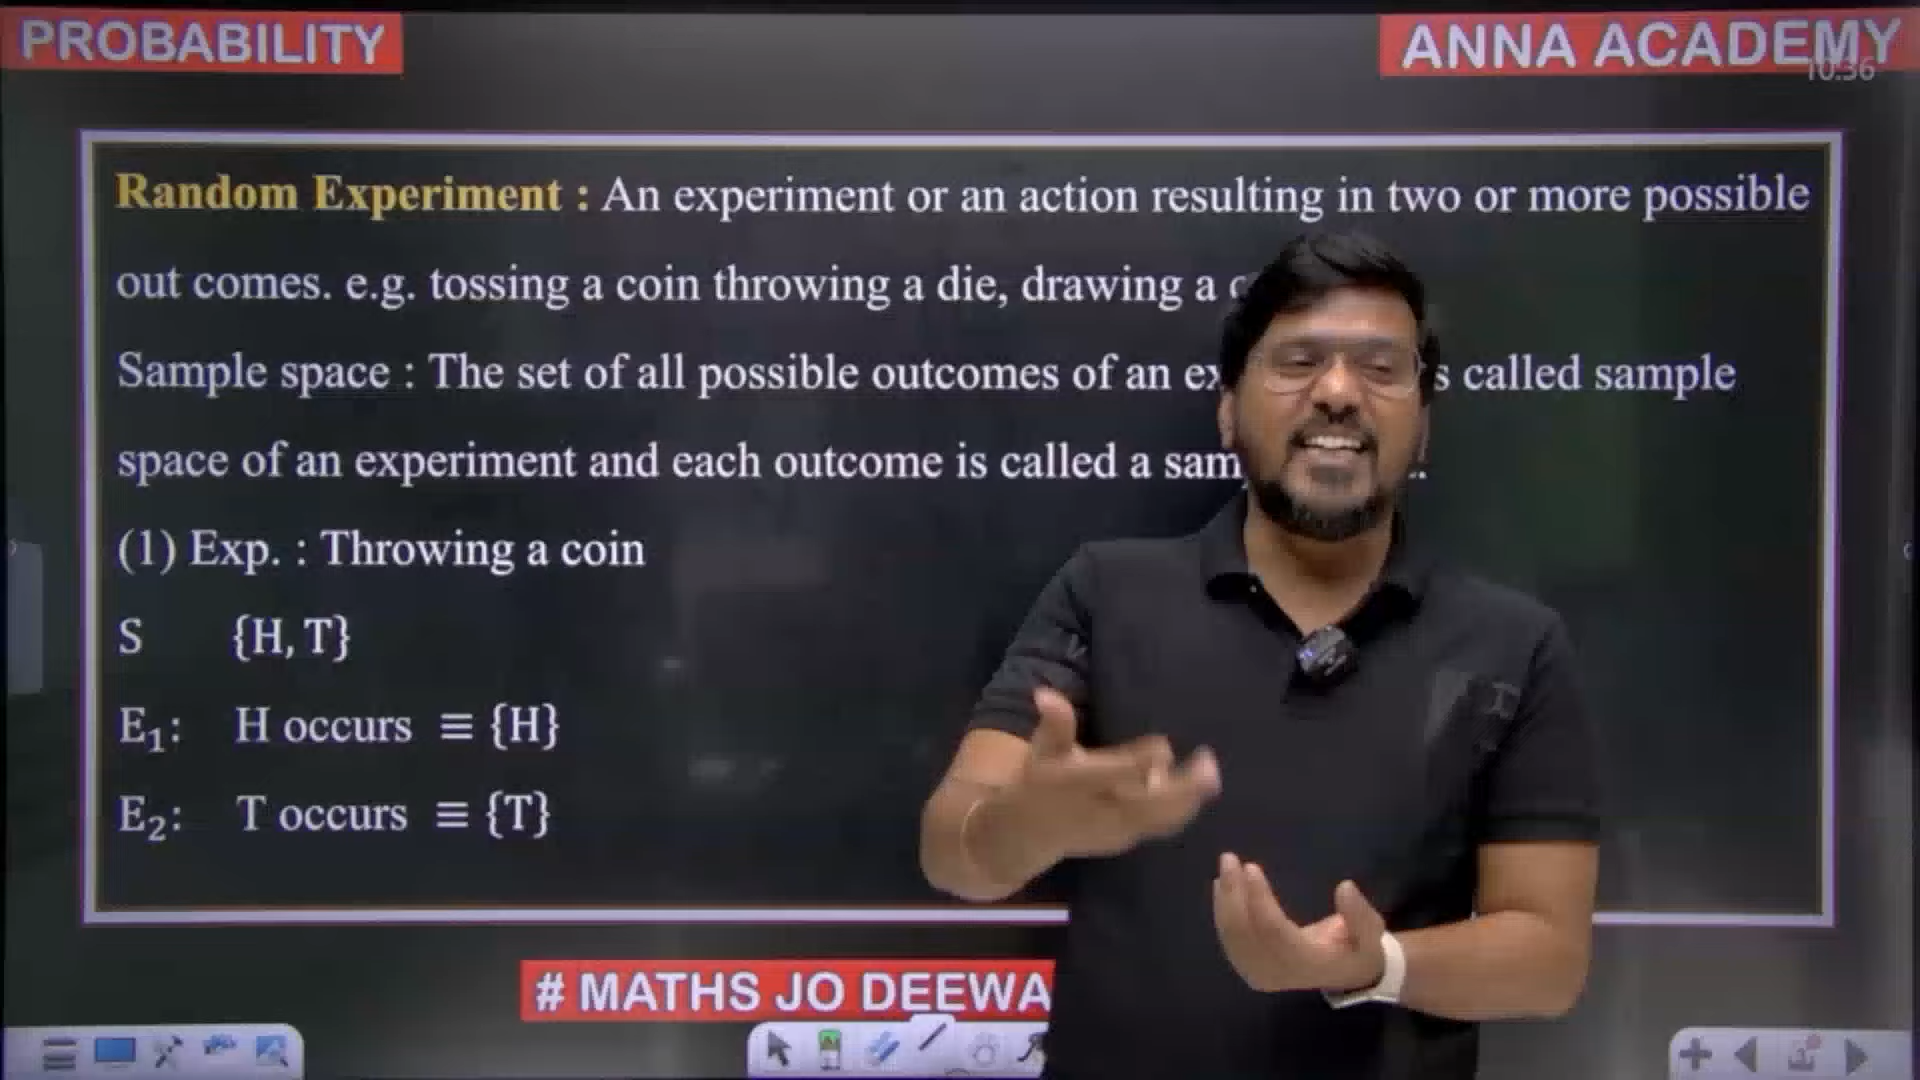 PROBABILITY
ANNA ACADEMY
10:36
Random Experiment : An experiment or an action resulting in two or more possible
out comes. e.g. tossing a coin throwing a die, drawing a
Sample space : The set of all possible outcomes of an called sample
space of an experiment and each outcome is called a
(1) Exp. : Throwing a coin
S {H, T}
E₁: H occurs ≡ {H}
E₂: T occurs ≡ {T}
# MATHS JO DEEWA